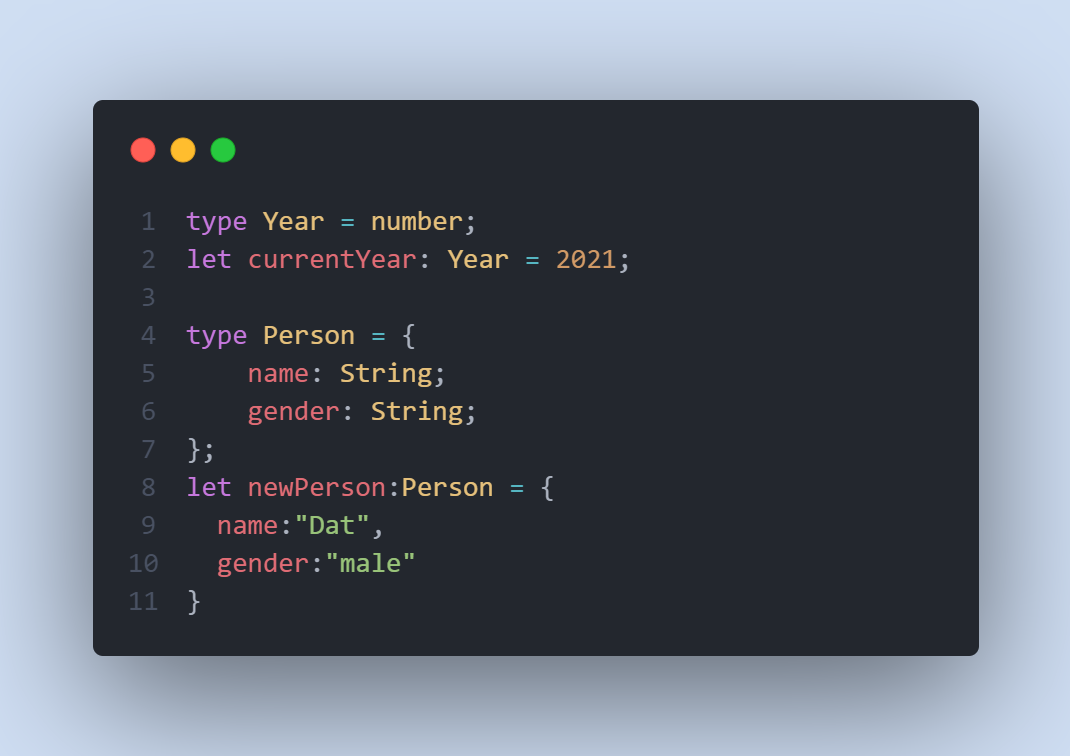 1 type Year = number;
2 let currentYear: Year = 2021;
3
4 type Person = {
5     name: String;
6     gender: String;
7 };
8 let newPerson:Person = {
9   name:"Dat",
10   gender:"male"
11 }